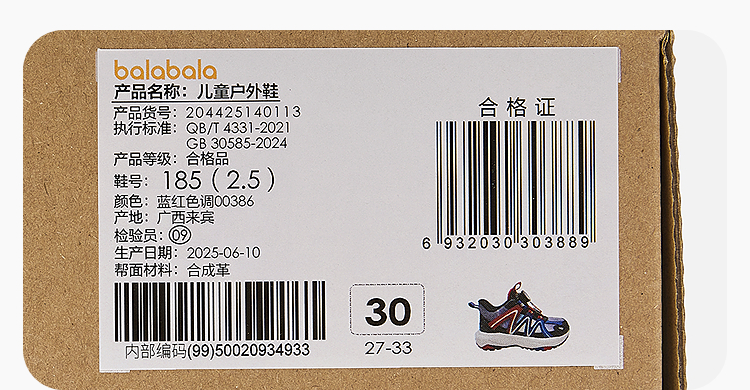 balabala
产品名称：儿童户外鞋
产品货号：204425140113
执行标准：QB/T 4331-2021
GB 30585-2024
产品等级：合格品
鞋号：185（2.5）
颜色：蓝红色调00386
产地：广西来宾
检验员：09
生产日期：2025-06-10
帮面材料：合成革
内部编码(99)50020934933
合格证
6 932030 303889
30
27-33